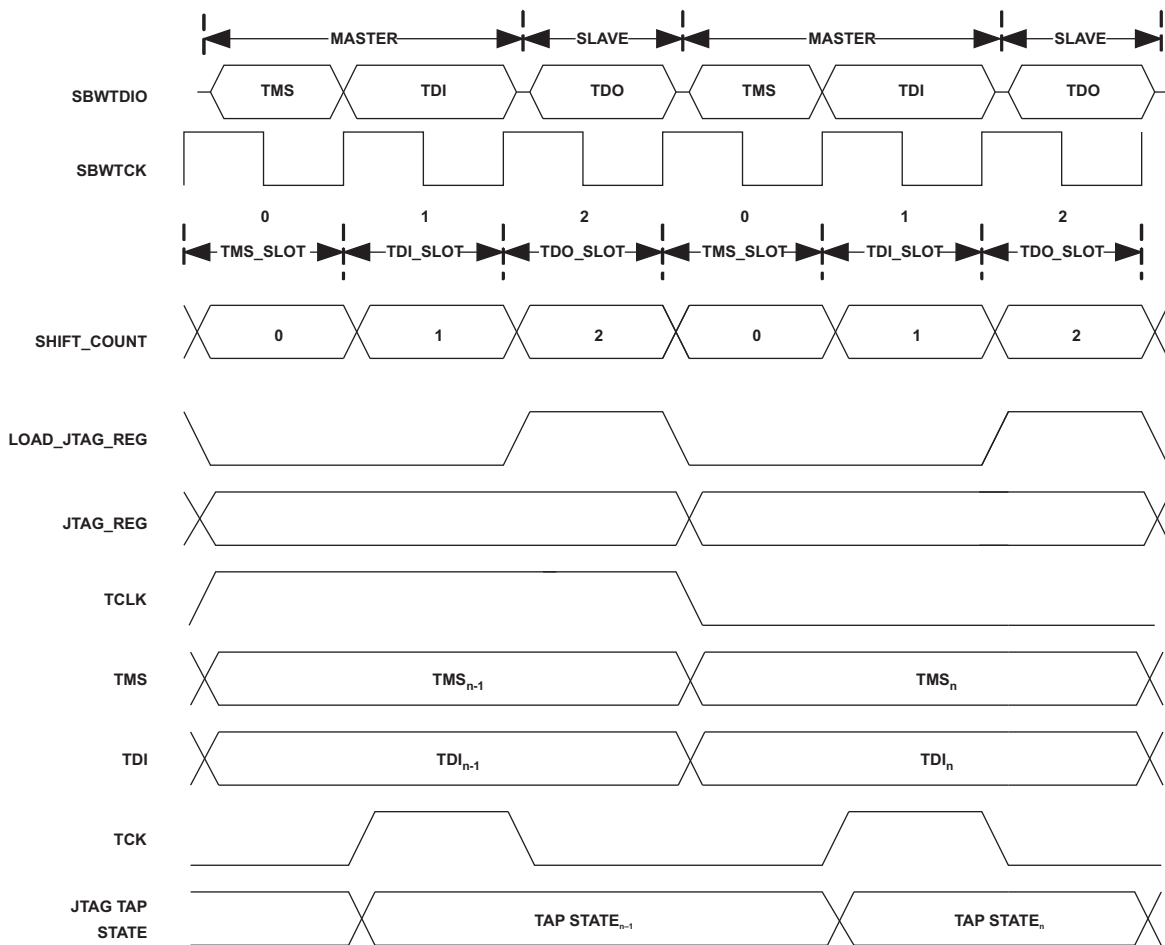 MASTER SLAVE MASTER SLAVE
SBWTDIO TMS TDI TDO TMS TDI TDO
SBWTCK
0 1 2 0 1 2
TMS_SLOT TDI_SLOT TDO_SLOT TMS_SLOT TDI_SLOT TDO_SLOT
SHIFT_COUNT 0 1 2 0 1 2
LOAD_JTAG_REG
JTAG_REG
TCLK
TMS TMSn-1 TMSn
TDI TDIn-1 TDIn
TCK
JTAG TAP
STATE TAP STATEn–1 TAP STATEn